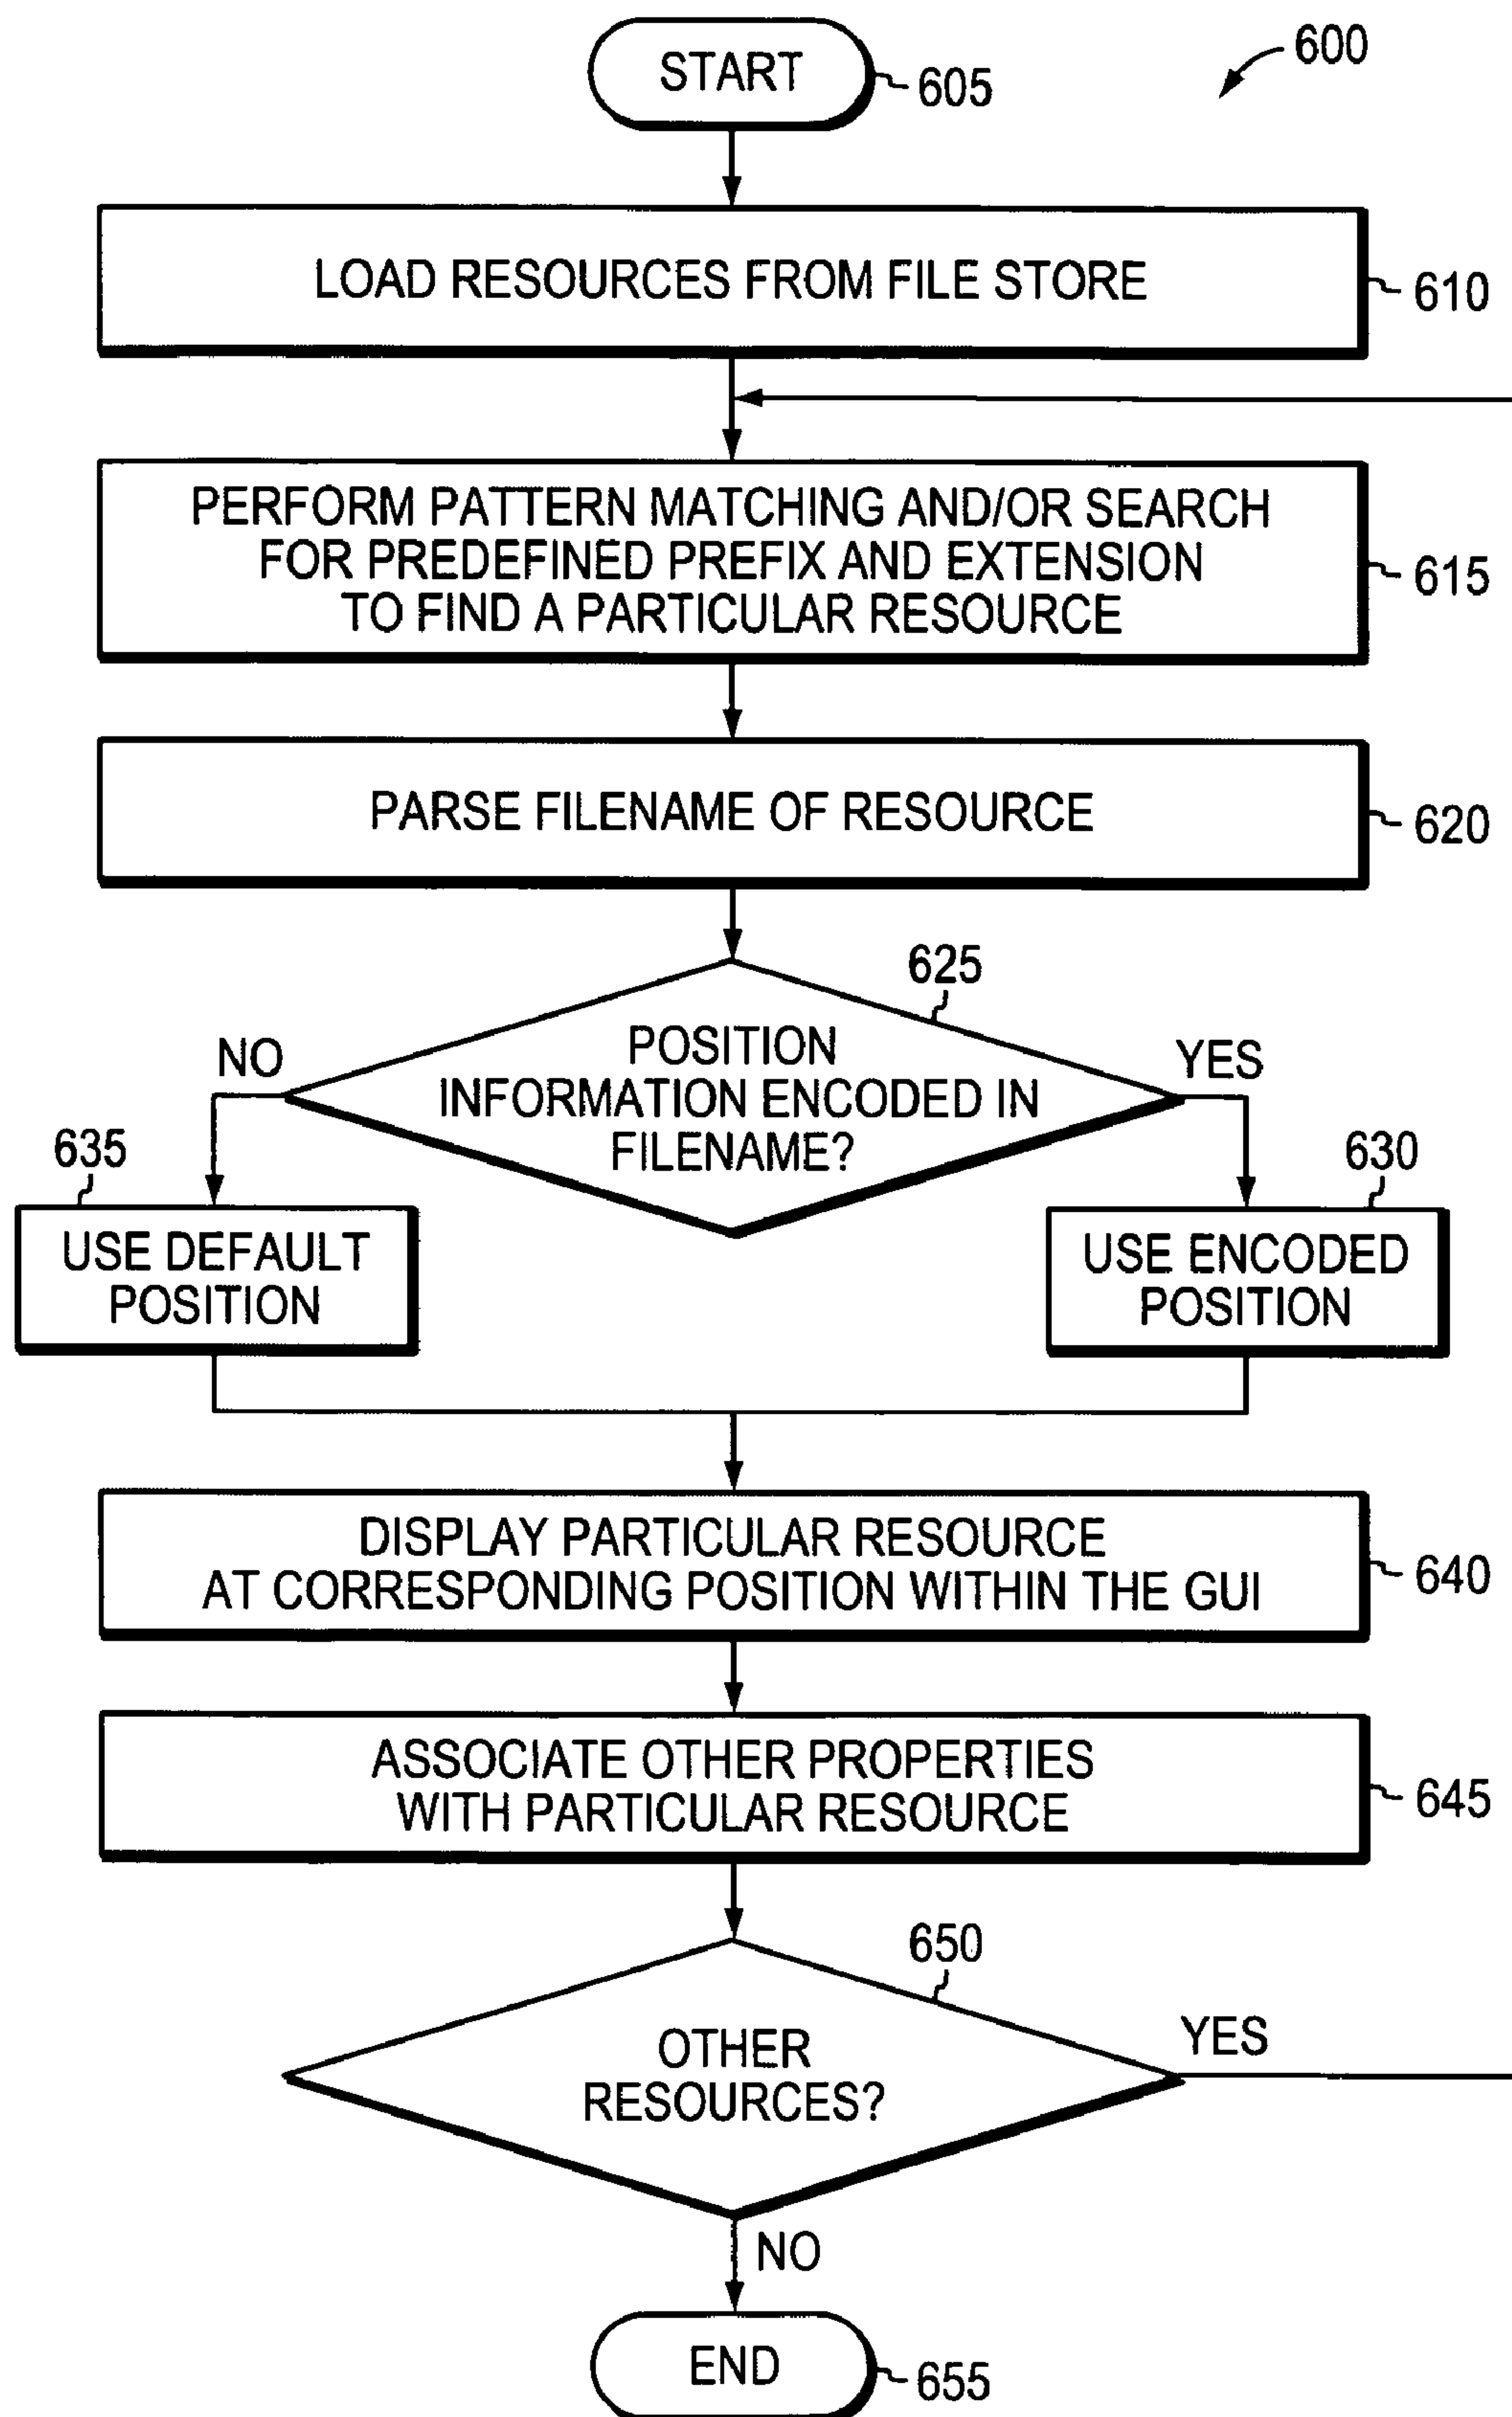 START
605
600
LOAD RESOURCES FROM FILE STORE
610
PERFORM PATTERN MATCHING AND/OR SEARCH
FOR PREDEFINED PREFIX AND EXTENSION
TO FIND A PARTICULAR RESOURCE
615
PARSE FILENAME OF RESOURCE
620
625
POSITION
INFORMATION ENCODED IN
FILENAME?
NO
YES
635
USE DEFAULT
POSITION
630
USE ENCODED
POSITION
DISPLAY PARTICULAR RESOURCE
AT CORRESPONDING POSITION WITHIN THE GUI
640
ASSOCIATE OTHER PROPERTIES
WITH PARTICULAR RESOURCE
645
650
OTHER
RESOURCES?
YES
NO
END
655